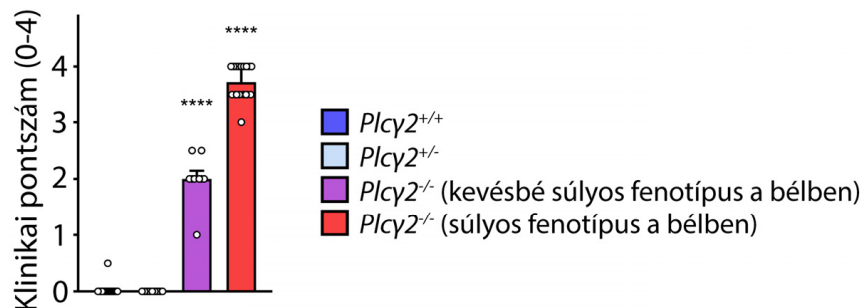 Klinikai pontszám (0-4)
4
3
2
1
0
****
****
Plcγ2+/+
Plcγ2+/-
Plcγ2-/- (kevésbé súlyos fenotípus a bélben)
Plcγ2-/- (súlyos fenotípus a bélben)